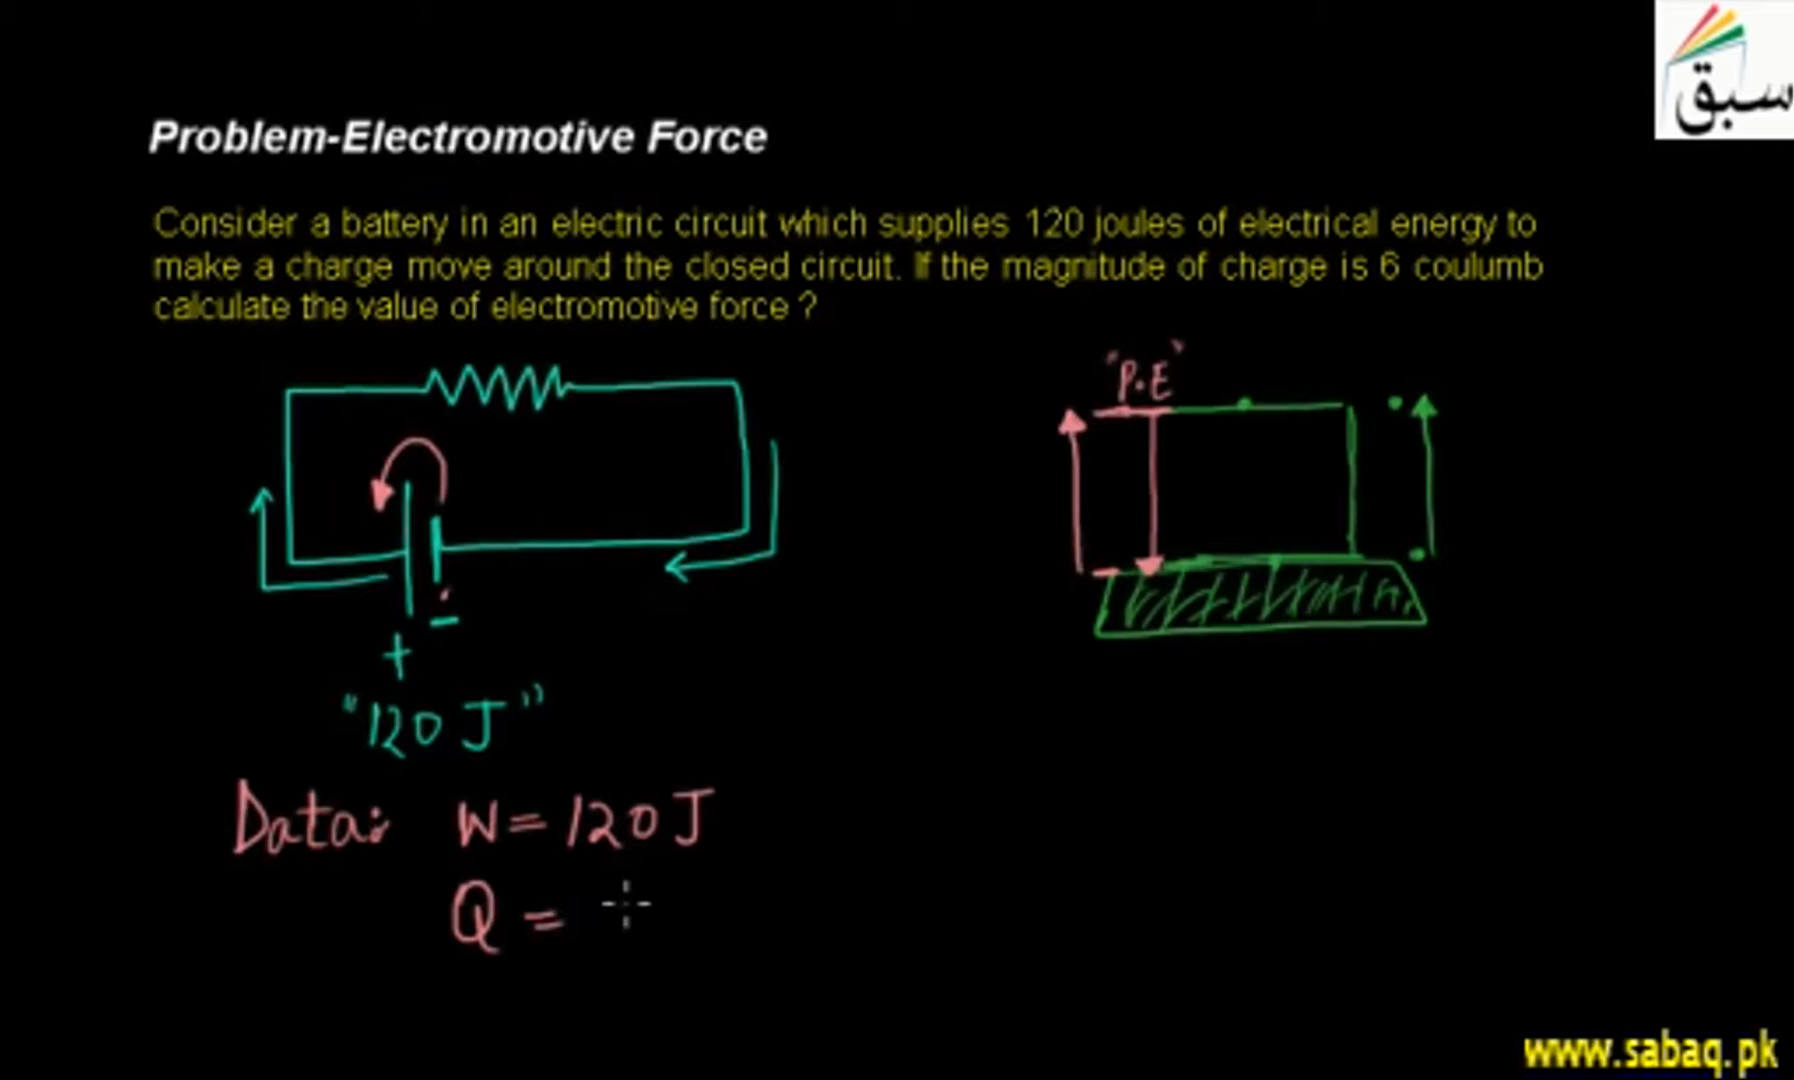 سبق
Problem-Electromotive Force
Consider a battery in an electric circuit which supplies 120 joules of electrical energy to
make a charge move around the closed circuit. If the magnitude of charge is 6 coulumb
calculate the value of electromotive force ?
"P.E"
-
+
"120 J"
Data: W = 120 J
Q =
www.sabaq.pk